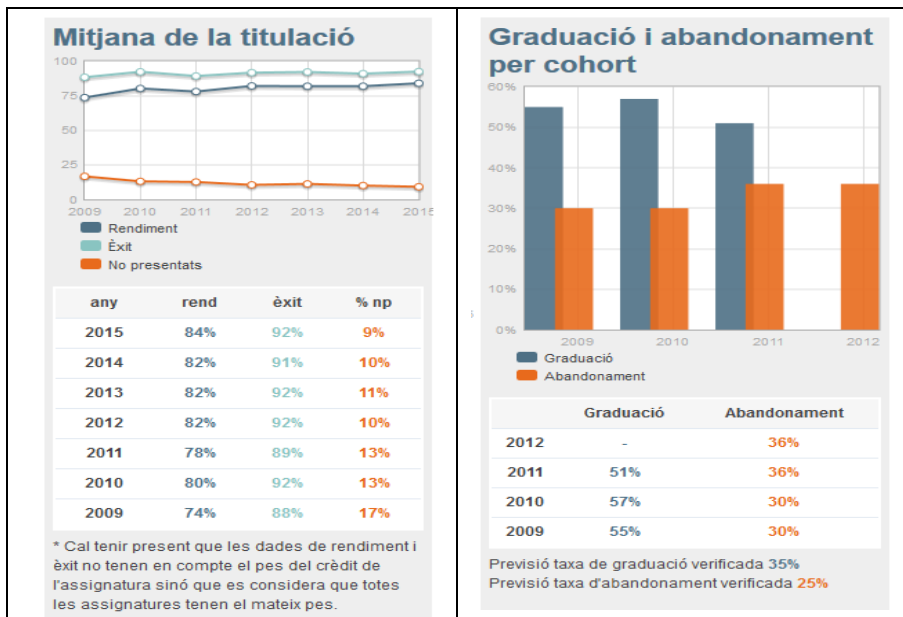 Mitjana de la titulació
100
75
50
25
0
2009 2010 2011 2012 2013 2014 2015
Rendiment
Èxit
No presentats
any rend èxit % np
2015 84% 92% 9%
2014 82% 91% 10%
2013 82% 92% 11%
2012 82% 92% 10%
2011 78% 89% 13%
2010 80% 92% 13%
2009 74% 88% 17%
* Cal tenir present que les dades de rendiment i
èxit no tenen en compte el pes del crèdit de
l'assignatura sinó que es considera que totes
les assignatures tenen el mateix pes.
Graduació i abandonament
per cohort
60%
50%
40%
30%
20%
10%
0%
2009 2010 2011 2012
Graduació
Abandonament
Graduació Abandonament
2012 - 36%
2011 51% 36%
2010 57% 30%
2009 55% 30%
Previsió taxa de graduació verificada 35%
Previsió taxa d'abandonament verificada 25%